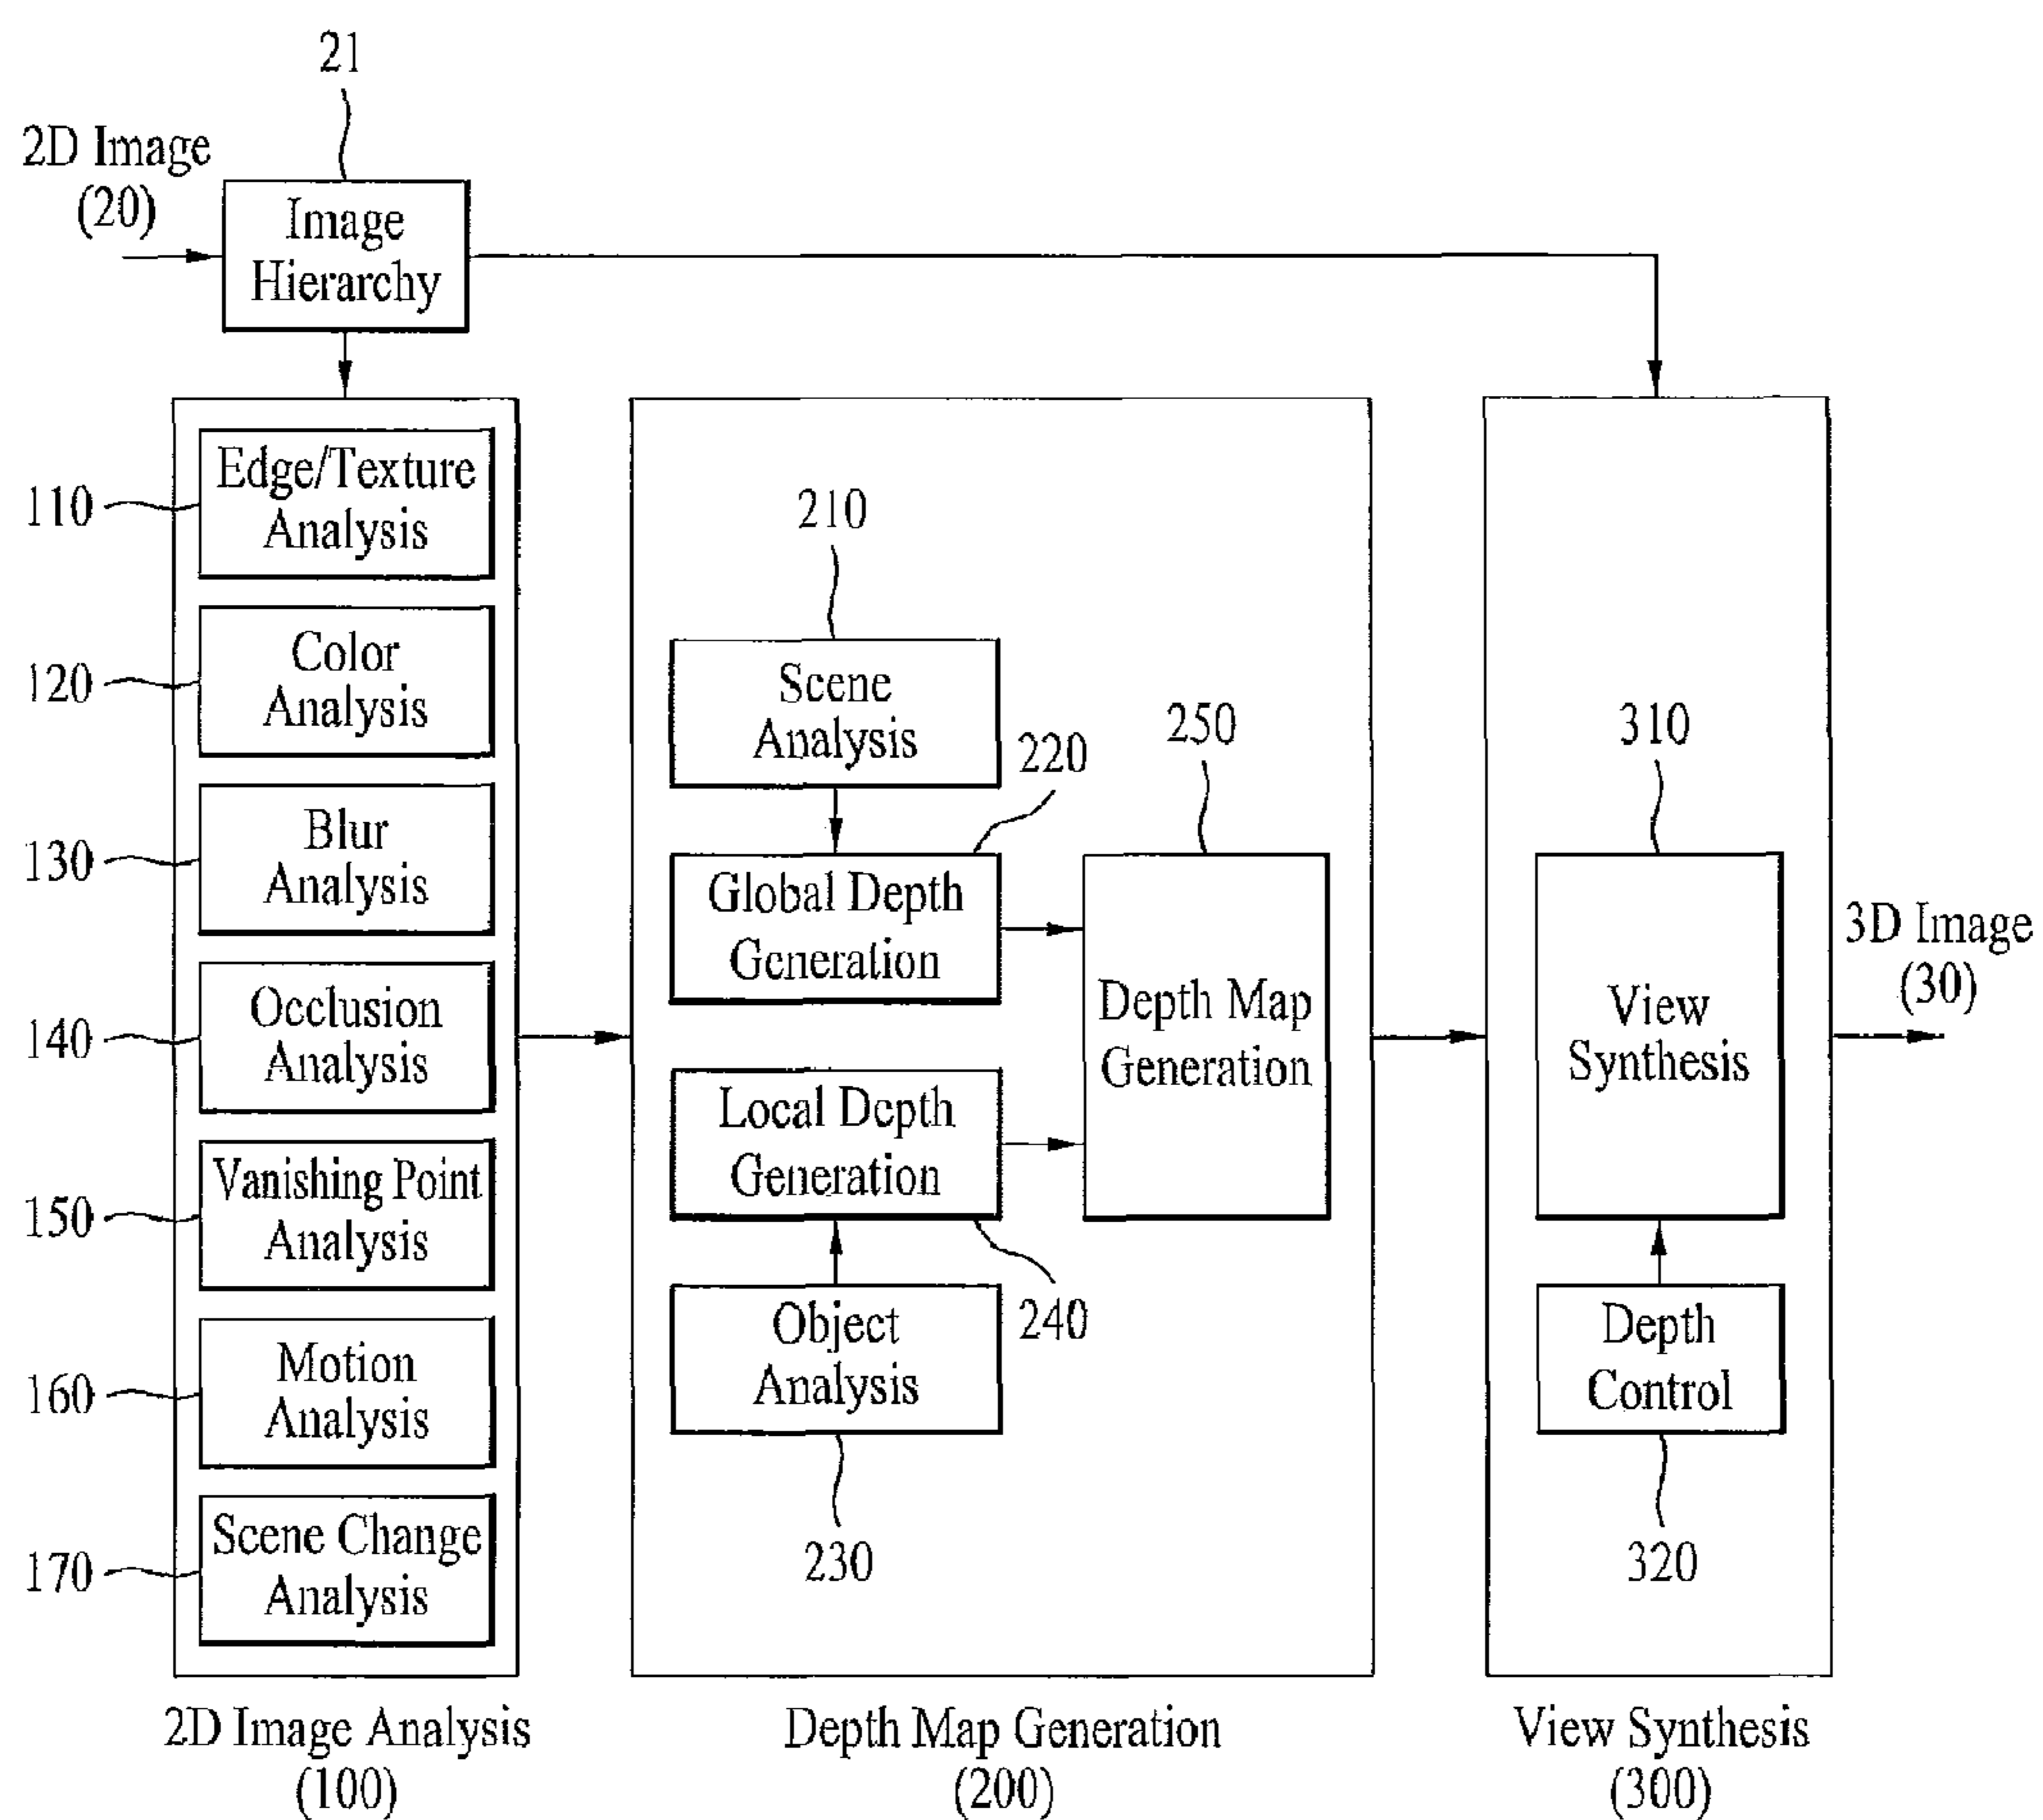 21
2D Image
(20)
Image
Hierarchy
110
Edge/Texture
Analysis
120
Color
Analysis
130
Blur
Analysis
140
Occlusion
Analysis
150
Vanishing Point
Analysis
160
Motion
Analysis
170
Scene Change
Analysis
2D Image Analysis
(100)
210
Scene
Analysis
220
Global Depth
Generation
250
Depth Map
Generation
Local Depth
Generation
240
Object
Analysis
230
Depth Map Generation
(200)
310
View
Synthesis
Depth
Control
320
View Synthesis
(300)
3D Image
(30)